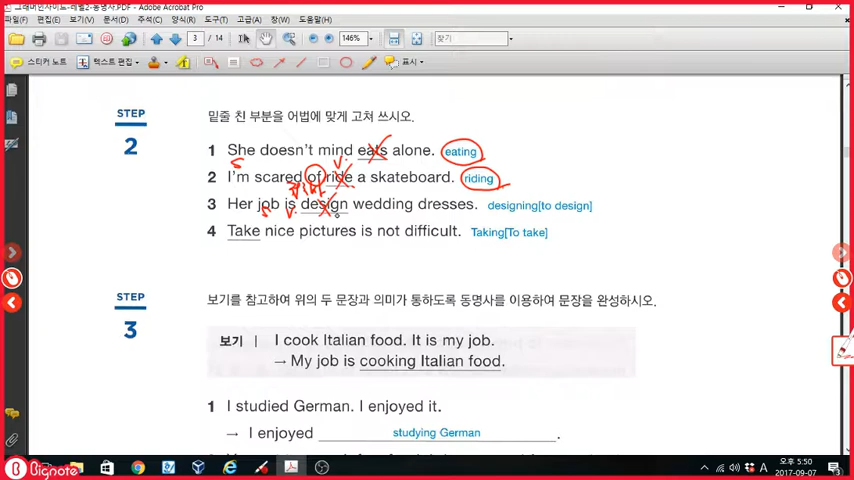 그래머인사이트-레벨2-동명사.PDF - Adobe Acrobat Pro
파일(F) 편집(E) 보기(V) 문서(D) 주석(C) 양식(R) 도구(T) 고급(A) 창(W) 도움말(H)
3 / 14 146% 찾기
스티커 노트 텍스트 편집 표시
STEP
2
밑줄 친 부분을 어법에 맞게 고쳐 쓰시오.
1 She doesn't mind eats alone. eating
S V.
2 I'm scared of ride a skateboard. riding
3 Her job is design wedding dresses. designing[to design]
S V.
4 Take nice pictures is not difficult. Taking[To take]
STEP
3
보기를 참고하여 위의 두 문장과 의미가 통하도록 동명사를 이용하여 문장을 완성하시오.
보기 | I cook Italian food. It is my job.
→ My job is cooking Italian food.
1 I studied German. I enjoyed it.
→ I enjoyed studying German .
Bignote
A 오후 5:50
2017-09-07